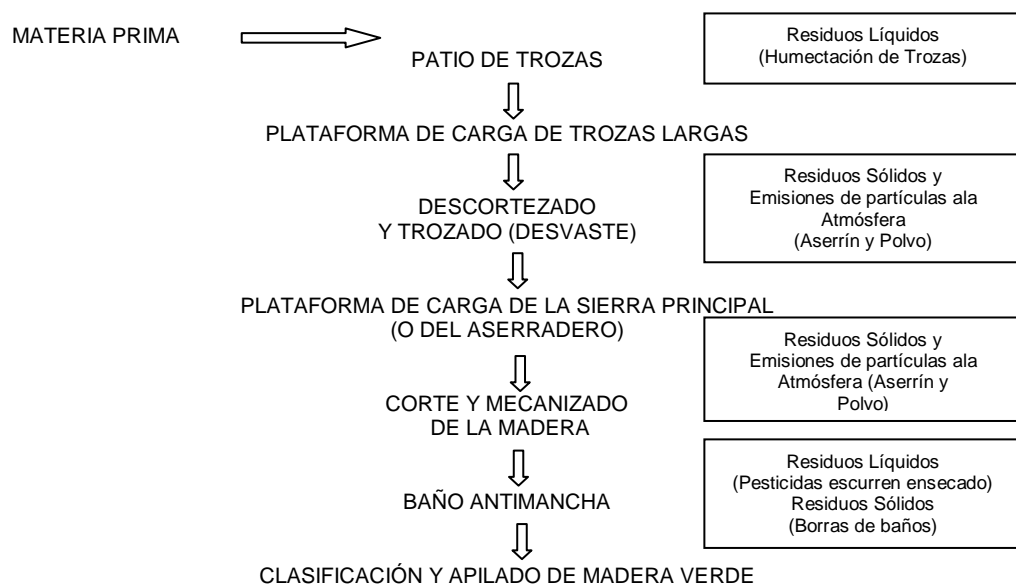 MATERIA PRIMA
PATIO DE TROZAS
Residuos Líquidos
(Humectación de Trozas)
PLATAFORMA DE CARGA DE TROZAS LARGAS
DESCORTEZADO
Y TROZADO (DESVASTE)
Residuos Sólidos y
Emisiones de partículas ala
Atmósfera
(Aserrín y Polvo)
PLATAFORMA DE CARGA DE LA SIERRA PRINCIPAL
(O DEL ASERRADERO)
CORTE Y MECANIZADO
DE LA MADERA
Residuos Sólidos y
Emisiones de partículas ala
Atmósfera (Aserrín y
Polvo)
BAÑO ANTIMANCHA
Residuos Líquidos
(Pesticidas escurren ensecado)
Residuos Sólidos
(Borras de baños)
CLASIFICACIÓN Y APILADO DE MADERA VERDE